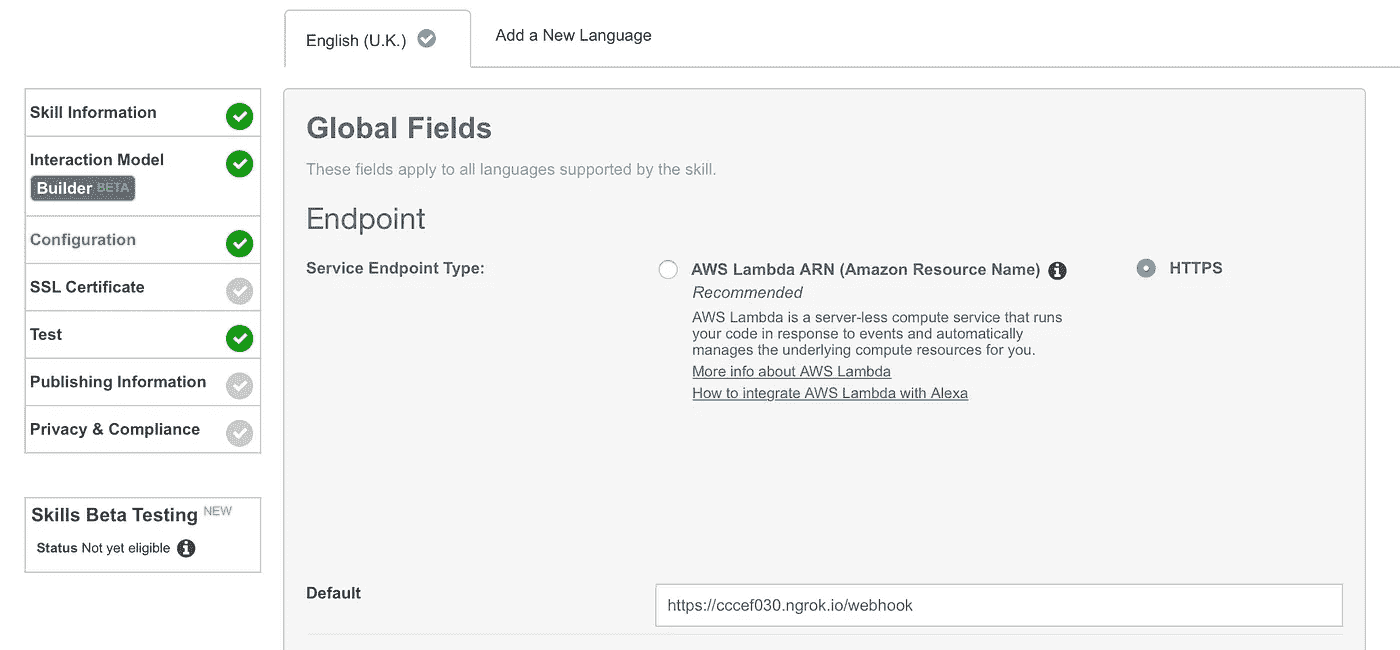 English (U.K.)
Add a New Language
Skill Information
Interaction Model
Builder BETA
Configuration
SSL Certificate
Test
Publishing Information
Privacy & Compliance
Skills Beta Testing NEW
Status Not yet eligible
Global Fields
These fields apply to all languages supported by the skill.
Endpoint
Service Endpoint Type:
AWS Lambda ARN (Amazon Resource Name)
HTTPS
Recommended
AWS Lambda is a server-less compute service that runs
your code in response to events and automatically
manages the underlying compute resources for you.
More info about AWS Lambda
How to integrate AWS Lambda with Alexa
Default
https://cccef030.ngrok.io/webhook